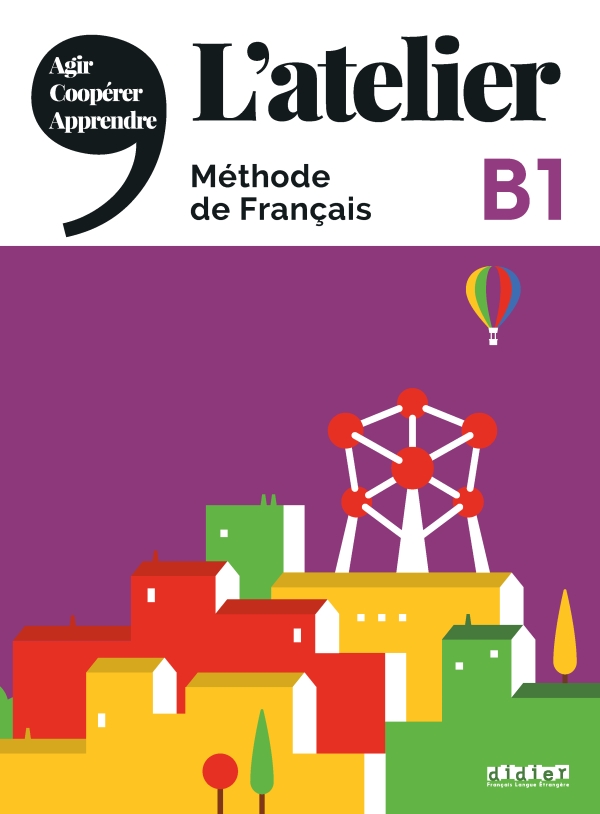 Agir
Coopérer
Apprendre
L’atelier
Méthode
de Français
B1
didier
Français Langue Étrangère